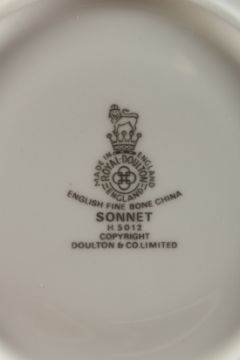 MADE IN ENGLAND
ROYAL DOULTON
ENGLAND
ENGLISH FINE BONE CHINA
SONNET
H 5012
COPYRIGHT
DOULTON & CO. LIMITED